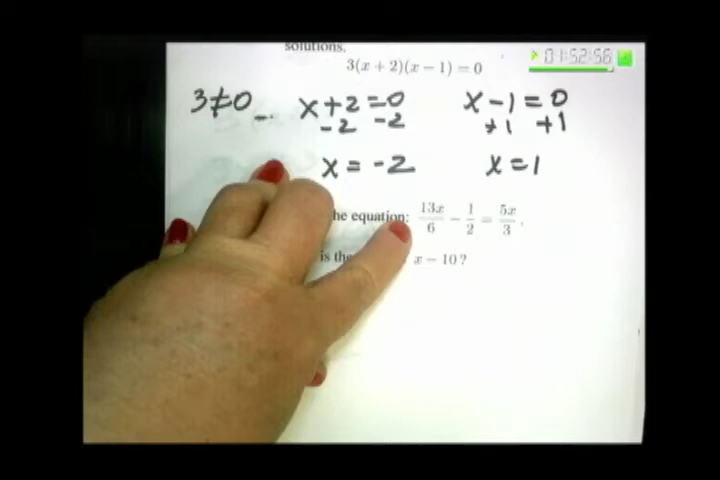 solutions.
01:52:56
3(x + 2)(x − 1) = 0
3≠0 x+2=0 x-1=0
-2 -2 +1 +1
x = -2 x = 1
he equation: 13x/6 − 1/2 = 5x/3,
is the x − 10?